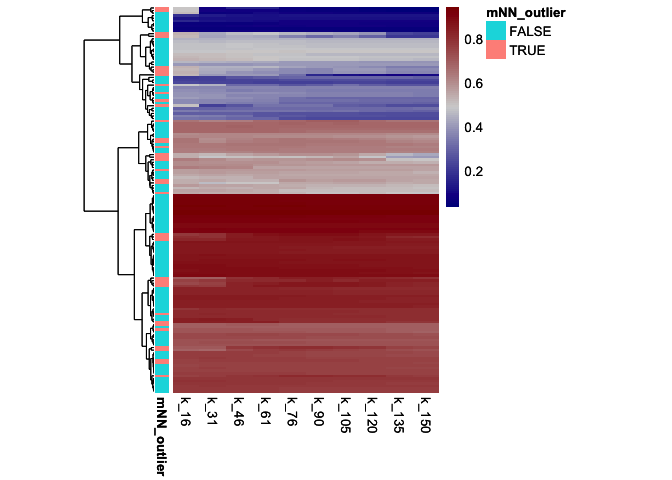 mNN_outlier
FALSE
TRUE
0.8
0.6
0.4
0.2
mNN_outlier
k_16
k_31
k_46
k_61
k_76
k_90
k_105
k_120
k_135
k_150